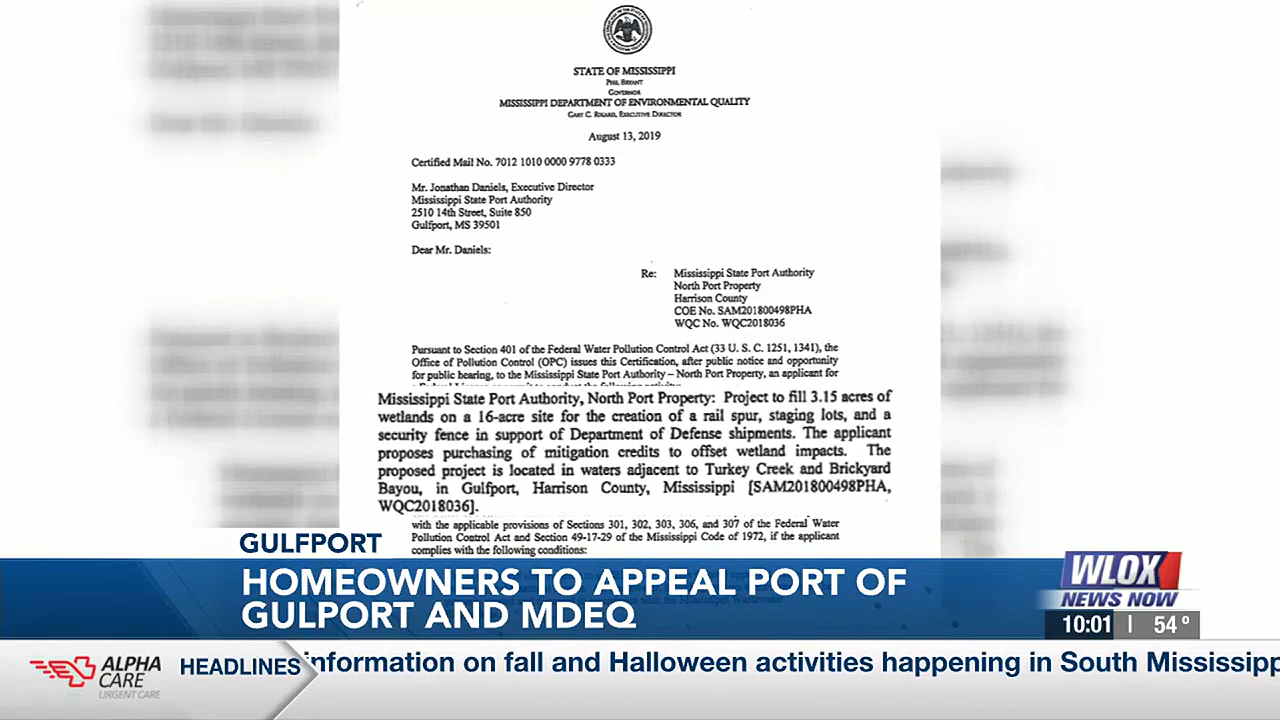 STATE OF MISSISSIPPI
PHIL BRYANT
GOVERNOR
MISSISSIPPI DEPARTMENT OF ENVIRONMENTAL QUALITY
GARY C. RIKARD, EXECUTIVE DIRECTOR
August 13, 2019
Certified Mail No. 7012 1010 0000 9778 0333
Mr. Jonathan Daniels, Executive Director
Mississippi State Port Authority
2510 14th Street, Suite 850
Gulfport, MS 39501
Dear Mr. Daniels:
Re: Mississippi State Port Authority
North Port Property
Harrison County
COE No. SAM201800498PHA
WQC No. WQC2018036
Pursuant to Section 401 of the Federal Water Pollution Control Act (33 U. S. C. 1251, 1341), the
Office of Pollution Control (OPC) issues this Certification, after public notice and opportunity
for public hearing, to the Mississippi State Port Authority – North Port Property, an applicant for
Mississippi State Port Authority, North Port Property: Project to fill 3.15 acres of
wetlands on a 16-acre site for the creation of a rail spur, staging lots, and a
security fence in support of Department of Defense shipments. The applicant
proposes purchasing of mitigation credits to offset wetland impacts. The
proposed project is located in waters adjacent to Turkey Creek and Brickyard
Bayou, in Gulfport, Harrison County, Mississippi [SAM201800498PHA,
WQC2018036].
with the applicable provisions of Sections 301, 302, 303, 306, and 307 of the Federal Water
Pollution Control Act and Section 49-17-29 of the Mississippi Code of 1972, if the applicant
complies with the following conditions:
GULFPORT
HOMEOWNERS TO APPEAL PORT OF
GULPORT AND MDEQ
WLOX
NEWS NOW
10:01 | 54°
ALPHA
CARE
URGENT CARE
HEADLINES
information on fall and Halloween activities happening in South Mississipp